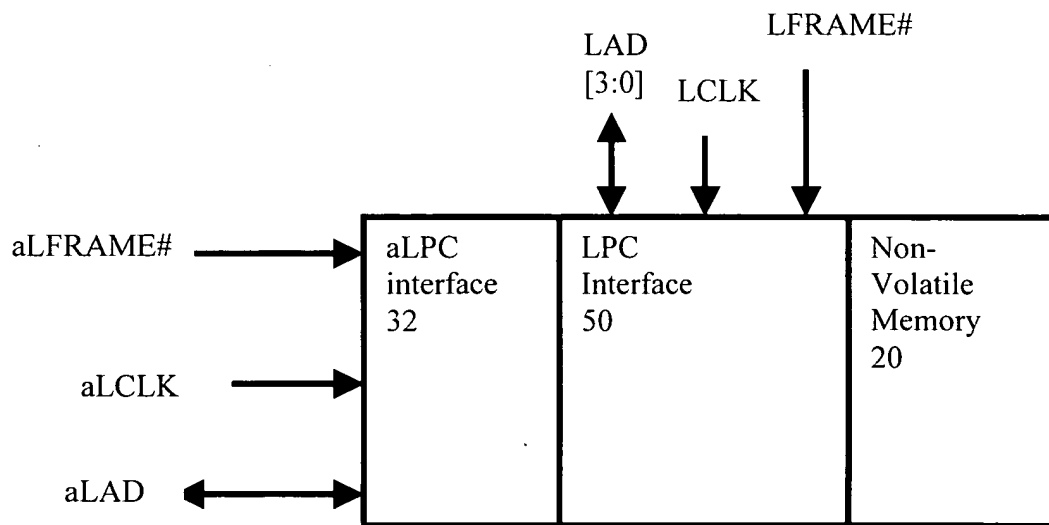 LFRAME#
LAD
[3:0]
LCLK
aLFRAME#
aLCLK
aLAD
aLPC
interface
32
LPC
Interface
50
Non-
Volatile
Memory
20